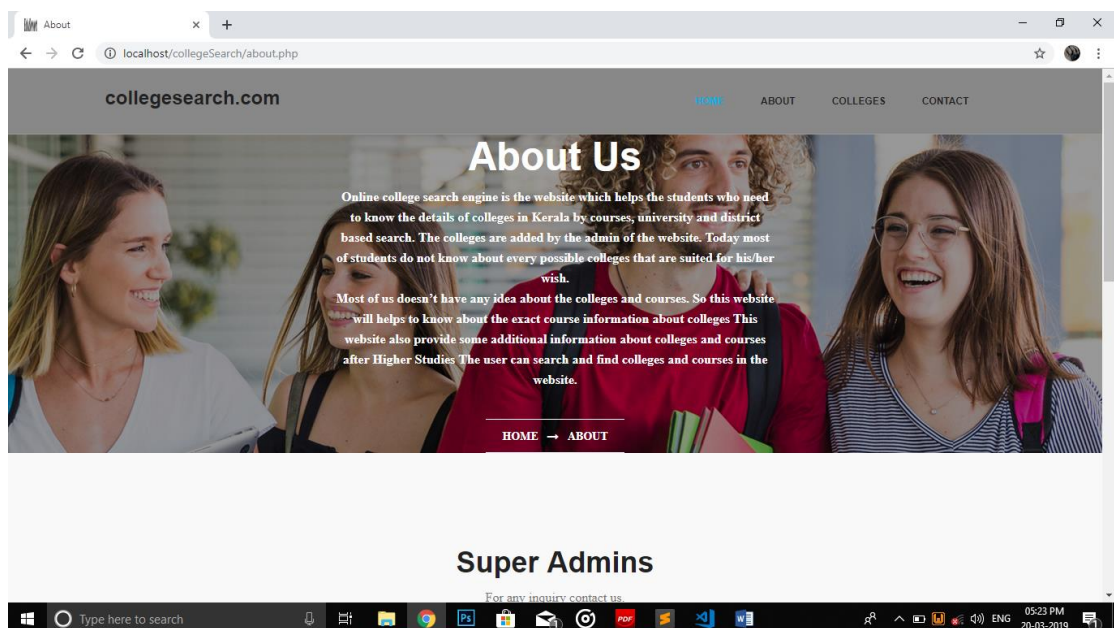 About
localhost/collegeSearch/about.php
collegesearch.com
HOME ABOUT COLLEGES CONTACT
About Us
Online college search engine is the website which helps the students who need
to know the details of colleges in Kerala by courses, university and district
based search. The colleges are added by the admin of the website. Today most
of students do not know about every possible colleges that are suited for his/her
wish.
Most of us doesn't have any idea about the colleges and courses. So this website
will helps to know about the exact course information about colleges This
website also provide some additional information about colleges and courses
after Higher Studies The user can search and find colleges and courses in the
website.
HOME → ABOUT
Super Admins
For any inquiry contact us.
Type here to search
Ps
PDF
ENG
05:23 PM
20-03-2019